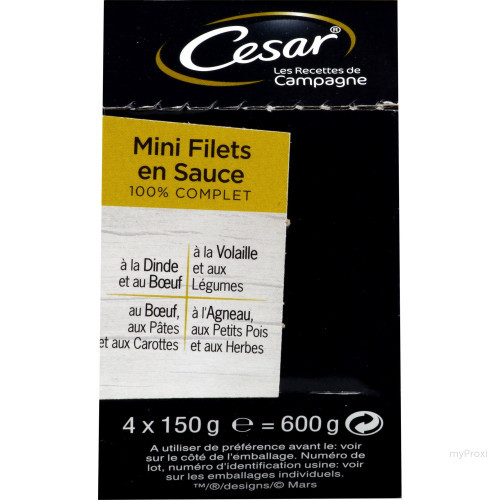 Cesar®
Les Recettes de
Campagne
Mini Filets
en Sauce
100% COMPLET
à la Dinde
et au Bœuf
à la Volaille
et aux
Légumes
au Bœuf,
aux Pâtes
et aux Carottes
à l'Agneau,
aux Petits Pois
et aux Herbes
4 x 150 g ℮ = 600 g
A utiliser de préférence avant le: voir
sur le côté de l'emballage. Numéro de
lot, numéro d'identification usine: voir
sur les emballages individuels.
™/®/designs/© Mars
myProxi